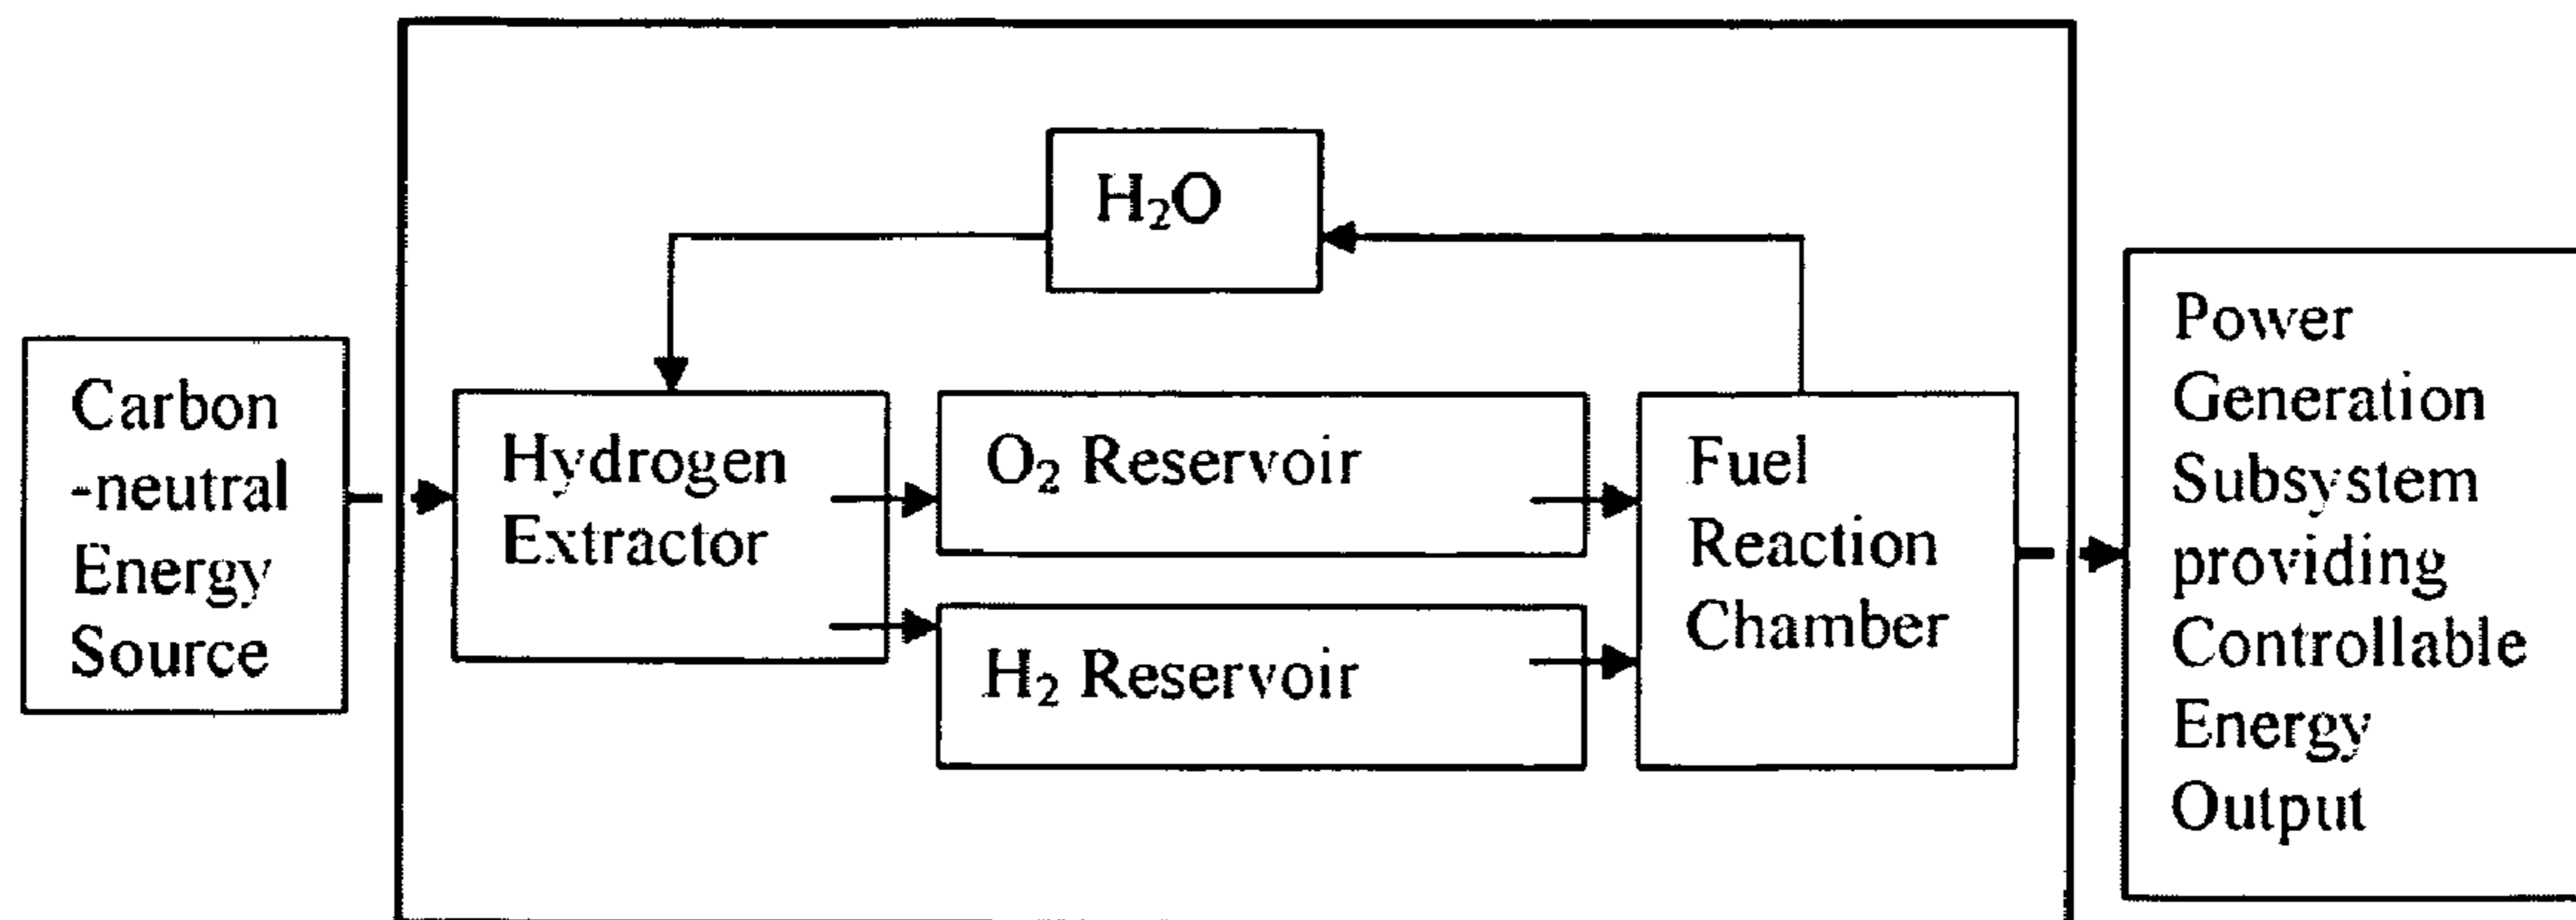 H₂O
Carbon
-neutral
Energy
Source
Hydrogen
Extractor
O₂ Reservoir
H₂ Reservoir
Fuel
Reaction
Chamber
Power
Generation
Subsystem
providing
Controllable
Energy
Output